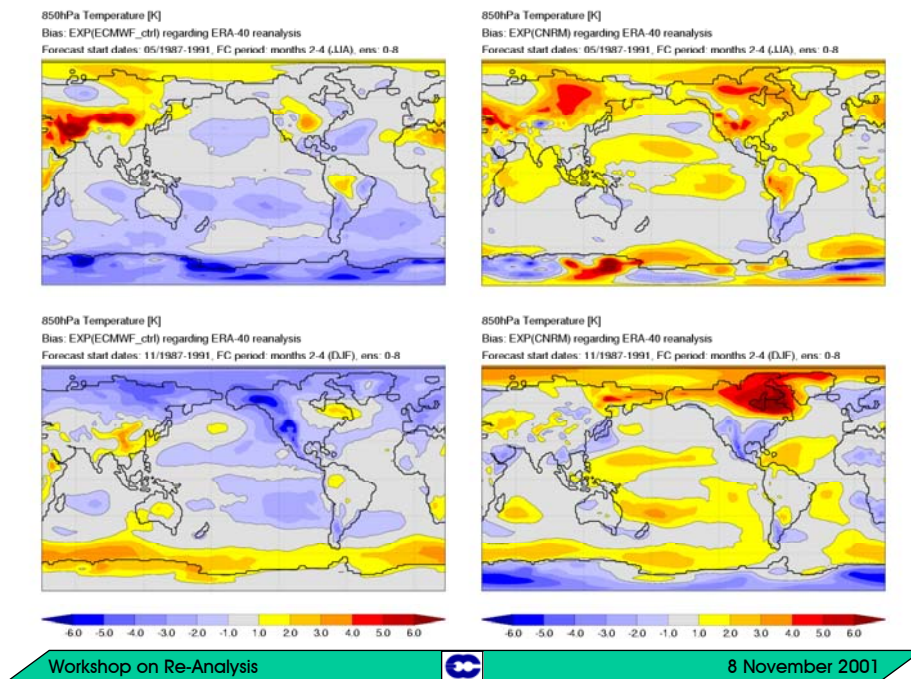 850hPa Temperature [K]
Bias: EXP(ECMWF_ctrl) regarding ERA-40 reanalysis
Forecast start dates: 05/1987-1991, FC period: months 2-4 (JJA), ens: 0-8
850hPa Temperature [K]
Bias: EXP(CNRM) regarding ERA-40 reanalysis
Forecast start dates: 05/1987-1991, FC period: months 2-4 (JJA), ens: 0-8
850hPa Temperature [K]
Bias: EXP(ECMWF_ctrl) regarding ERA-40 reanalysis
Forecast start dates: 11/1987-1991, FC period: months 2-4 (DJF), ens: 0-8
850hPa Temperature [K]
Bias: EXP(CNRM) regarding ERA-40 reanalysis
Forecast start dates: 11/1987-1991, FC period: months 2-4 (DJF), ens: 0-8
-6.0 -5.0 -4.0 -3.0 -2.0 -1.0 1.0 2.0 3.0 4.0 5.0 6.0
-6.0 -5.0 -4.0 -3.0 -2.0 -1.0 1.0 2.0 3.0 4.0 5.0 6.0
Workshop on Re-Analysis
8 November 2001